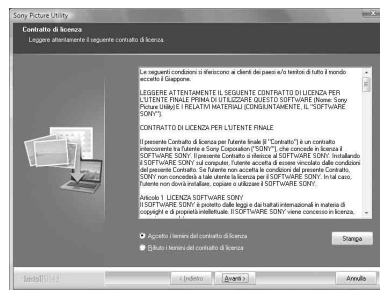 Sony Picture Utility
Contratto di licenza
Leggere attentamente il seguente contratto di licenza.
Le seguenti condizioni si riferiscono ai clienti dei paesi e/o territori di tutto il mondo
eccetto il Giappone.
LEGGERE ATTENTAMENTE IL SEGUENTE CONTRATTO DI LICENZA PER
L'UTENTE FINALE PRIMA DI UTILIZZARE QUESTO SOFTWARE (Nome: Sony
Picture Utility) E I RELATIVI MATERIALI (CONGIUNTAMENTE, IL "SOFTWARE
SONY").
CONTRATTO DI LICENZA PER L'UTENTE FINALE
Il presente Contratto di licenza per l'utente finale (il "Contratto") è un contratto
intercorrente tra l'utente e Sony Corporation ("SONY"), che concede in licenza il
SOFTWARE SONY. Il presente Contratto si riferisce al SOFTWARE SONY. Installando
il SOFTWARE SONY sul computer, l'utente accetta di essere vincolato dalle condizioni
del presente Contratto. Se l'utente non accetta le condizioni del presente Contratto,
SONY non concederà a tale utente la licenza per il SOFTWARE SONY. In tal caso,
l'utente non dovrà installare, copiare o utilizzare il SOFTWARE SONY.
Articolo 1 LICENZA SOFTWARE SONY
Il SOFTWARE SONY è protetto dalle leggi e dai trattati internazionali in materia di
copyright e di proprietà intellettuale. Il SOFTWARE SONY viene concesso in licenza,
Accetto i termini del contratto di licenza
Rifiuto i termini del contratto di licenza
Stampa
InstallShield
< Indietro
Avanti >
Annulla